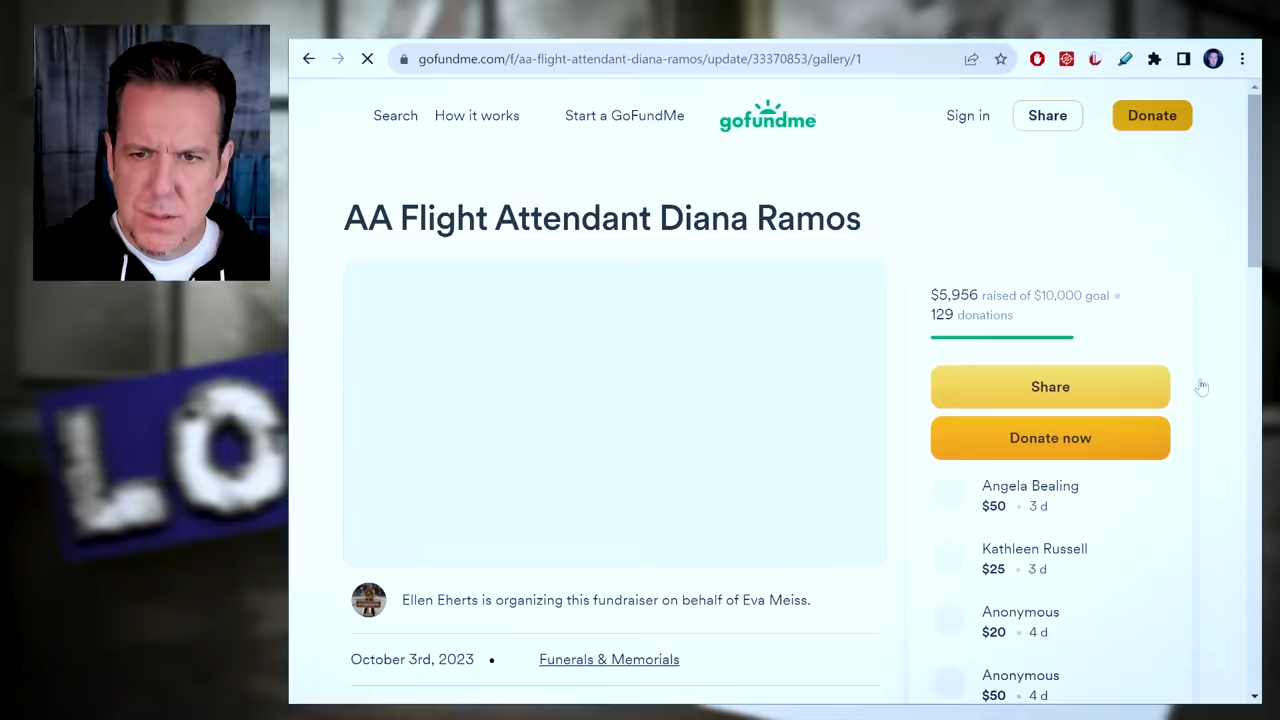 gofundme.com/f/aa-flight-attendant-diana-ramos/update/33370853/gallery/1
Search How it works Start a GoFundMe gofundme Sign in Share Donate
AA Flight Attendant Diana Ramos
$5,956 raised of $10,000 goal
129 donations
Share
Donate now
Angela Bealing
$50 • 3 d
Kathleen Russell
$25 • 3 d
Anonymous
$20 • 4 d
Anonymous
$50 • 4 d
Ellen Eherts is organizing this fundraiser on behalf of Eva Meiss.
October 3rd, 2023 • Funerals & Memorials
LO